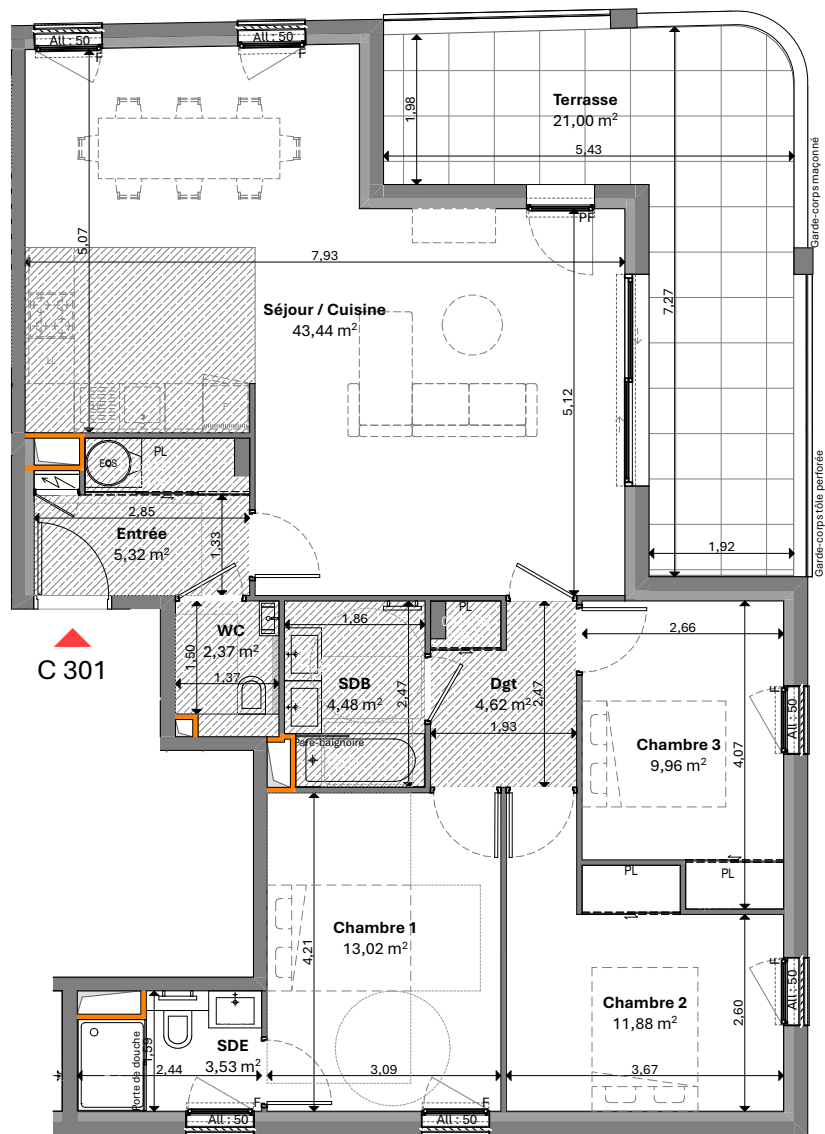 All : 50
F
All : 50
F
Terrasse
21,00 m²
1,98
5,43
Garde-corps maçonné
PF
5,07
7,93
7,27
Séjour / Cuisine
43,44 m²
LL
F
5,12
EOS
PL
2,85
Entrée
5,32 m²
1,33
1,92
Garde-corps tôle perforée
C 301
WC
2,37 m²
1,50
1,37
1,86
SDB
4,48 m²
2,47
Pare-baignoire
PL
Dgt
4,62 m²
2,47
1,93
2,66
Chambre 3
9,96 m²
4,07
F
All : 50
PL
PL
Chambre 1
13,02 m²
4,21
3,09
Chambre 2
11,88 m²
2,60
3,67
F
All : 50
SDE
3,53 m²
1,59
2,44
Porte de douche
F
All : 50
F
All : 50